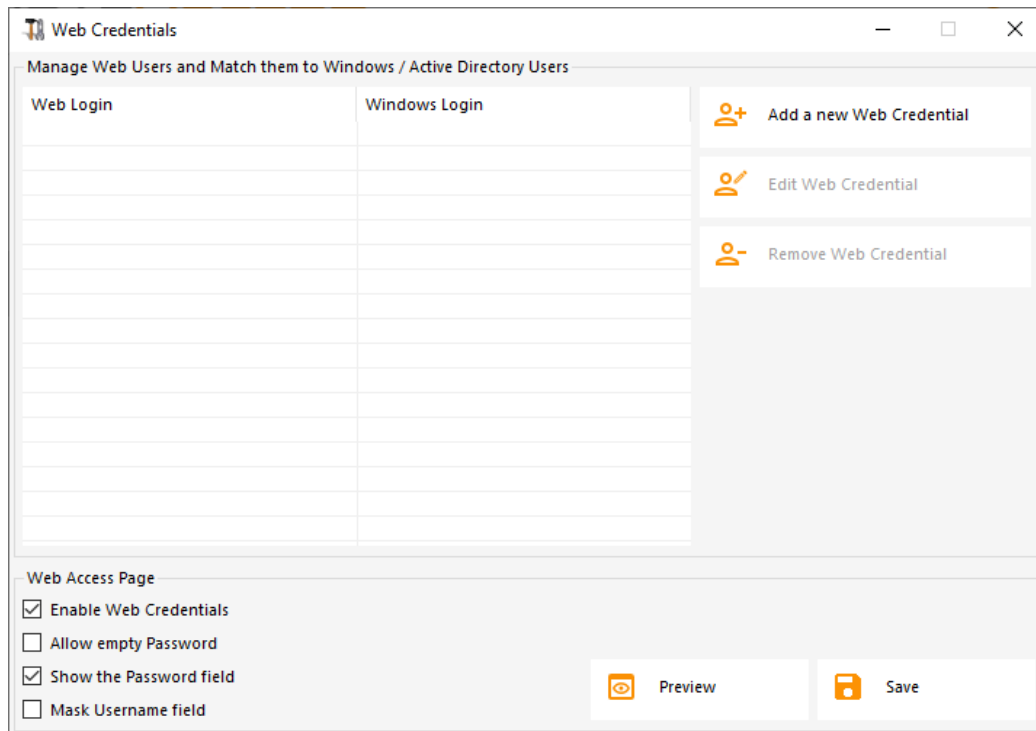 Web Credentials
Manage Web Users and Match them to Windows / Active Directory Users
Web Login Windows Login
Add a new Web Credential
Edit Web Credential
Remove Web Credential
Web Access Page
Enable Web Credentials
Allow empty Password
Show the Password field
Mask Username field
Preview Save